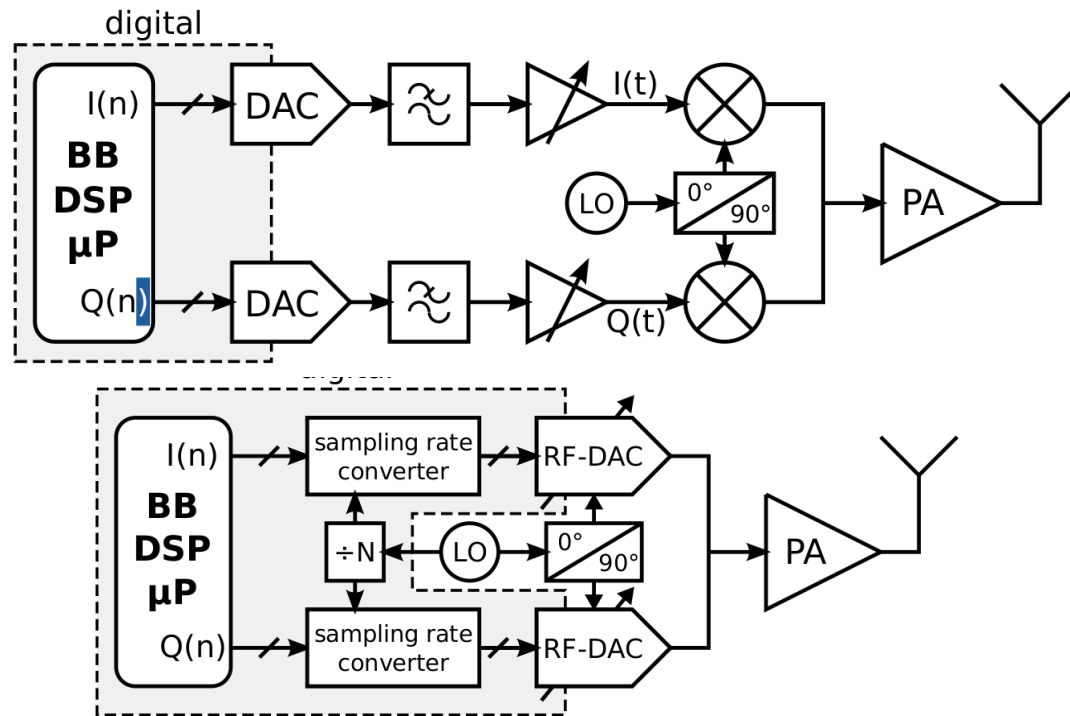 digital
I(n)
DAC
I(t)
BB
DSP
µP
LO
0°
90°
PA
Q(n)
DAC
Q(t)
digital
I(n)
sampling rate
converter
RF-DAC
BB
DSP
µP
÷N
LO
0°
90°
PA
Q(n)
sampling rate
converter
RF-DAC